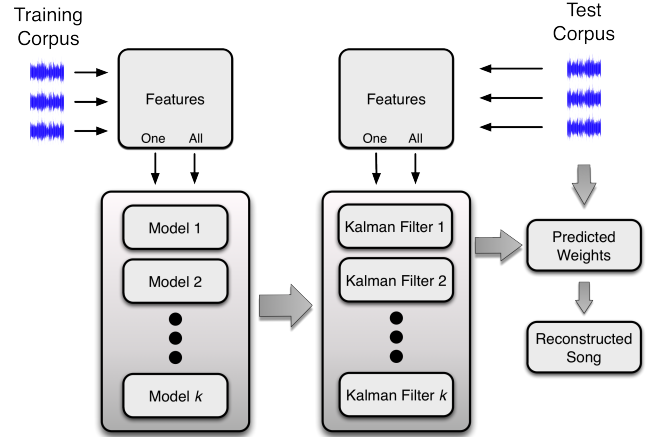 Training
Corpus
Test
Corpus
Features
One All
Features
One All
Model 1
Model 2
Model k
Kalman Filter 1
Kalman Filter 2
Kalman Filter k
Predicted
Weights
Reconstructed
Song